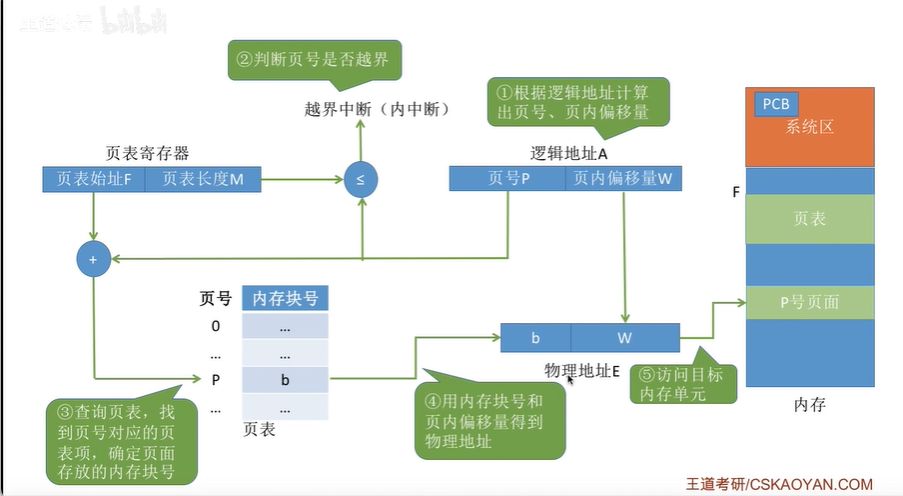 bilibili
②判断页号是否越界
越界中断（内中断）
①根据逻辑地址计算
出页号、页内偏移量
PCB
系统区
页表寄存器
逻辑地址A
页表始址F
页表长度M
≤
页号P
页内偏移量W
F
页表
+
页号
内存块号
0
...
...
...
P
b
...
...
P号页面
b
W
物理地址E
⑤访问目标
内存单元
内存
③查询页表，找
到页号对应的页
表项，确定页面
存放的内存块号
页表
④用内存块号和
页内偏移量得到
物理地址
王道考研/CSKAOYAN.COM